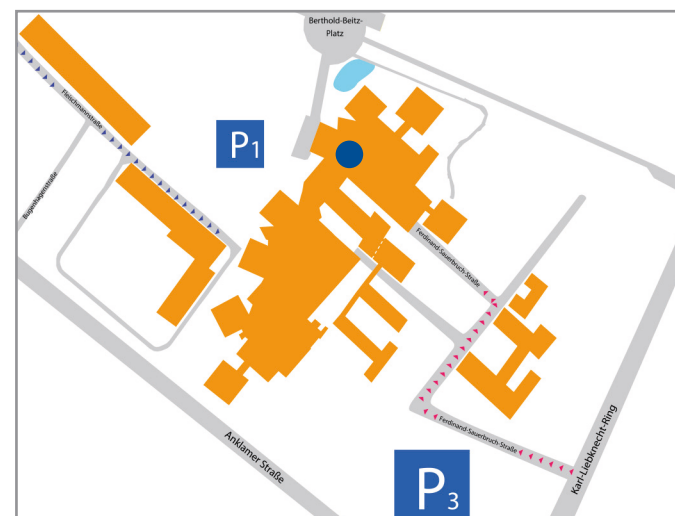 Berthold-Beitz-
Platz
Fleischmannstraße
P1
Bugenhagenstraße
Ferdinand-Sauerbruch-Straße
Ferdinand-Sauerbruch-Straße
Anklamer Straße
Karl-Liebknecht-Ring
P3